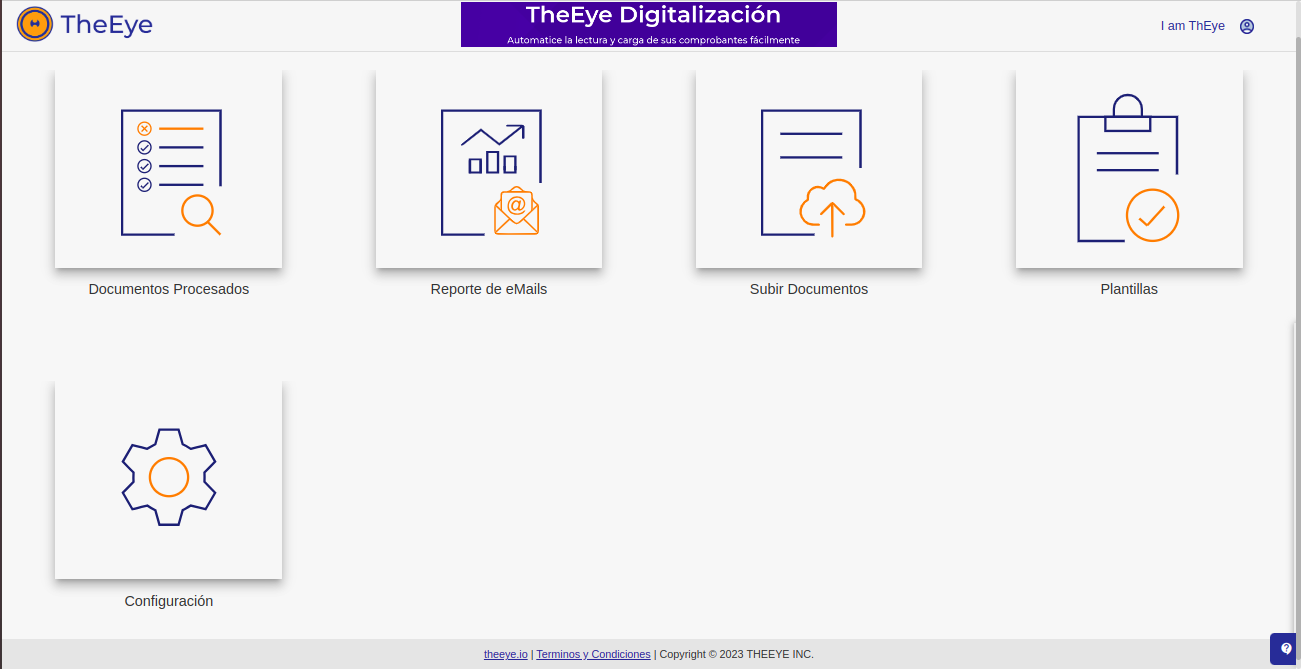 TheEye
TheEye Digitalización
Automatice la lectura y carga de sus comprobantes fácilmente
I am ThEye
Documentos Procesados
@
Reporte de eMails
Subir Documentos
Plantillas
Configuración
theeye.io | Terminos y Condiciones | Copyright © 2023 THEEYE INC.
?